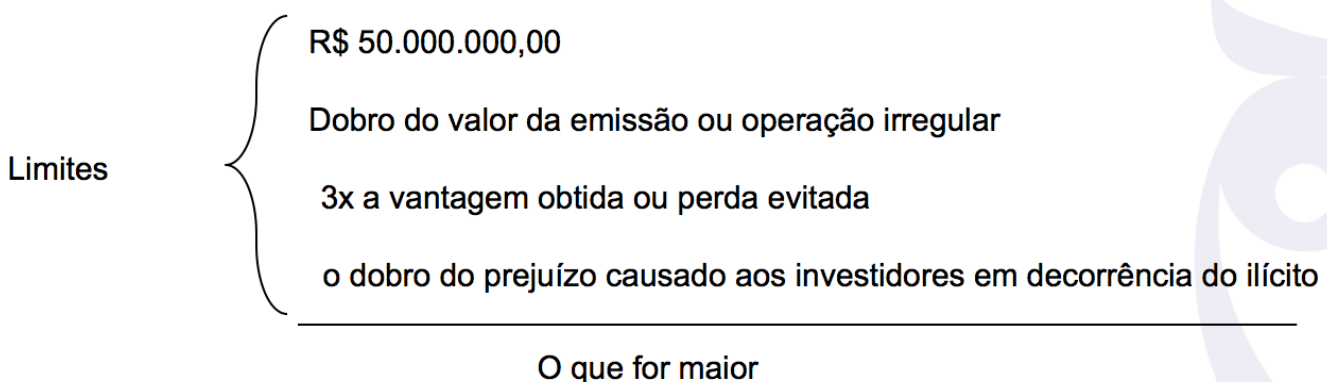 R$ 50.000.000,00
Dobro do valor da emissão ou operação irregular
Limites
3x a vantagem obtida ou perda evitada
o dobro do prejuízo causado aos investidores em decorrência do ilícito
O que for maior